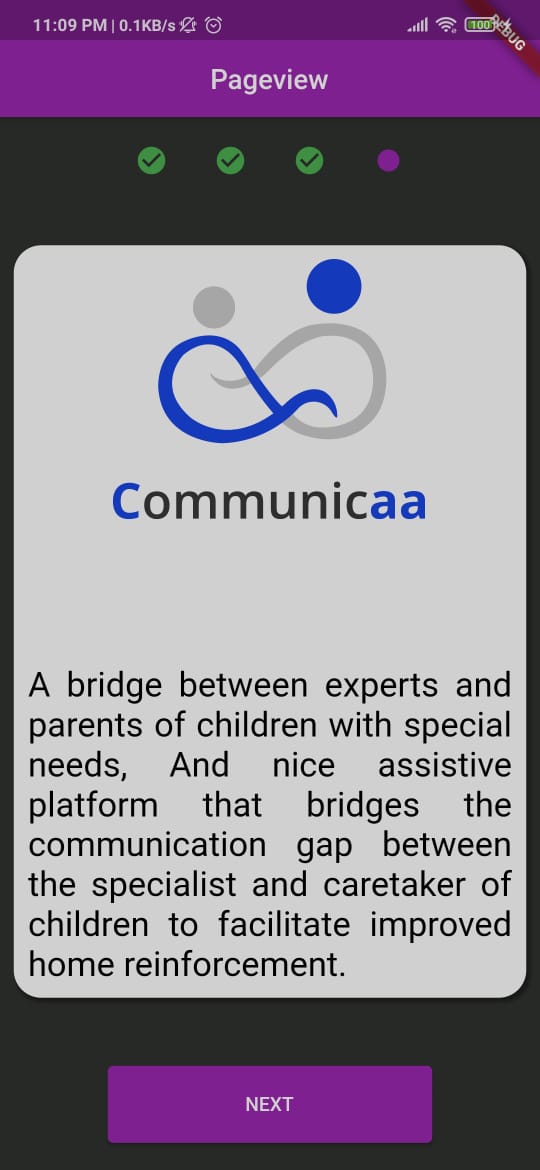 11:09 PM | 0.1KB/s
100
DEBUG
Pageview
Communicaa
A bridge between experts and
parents of children with special
needs, And nice assistive
platform that bridges the
communication gap between
the specialist and caretaker of
children to facilitate improved
home reinforcement.
NEXT